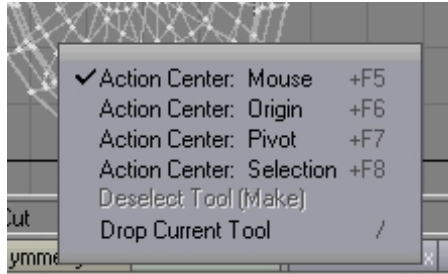 Action Center: Mouse +F5
Action Center: Origin +F6
Action Center: Pivot +F7
Action Center: Selection +F8
Deselect Tool (Make)
Drop Current Tool /
Cut
ymme
x